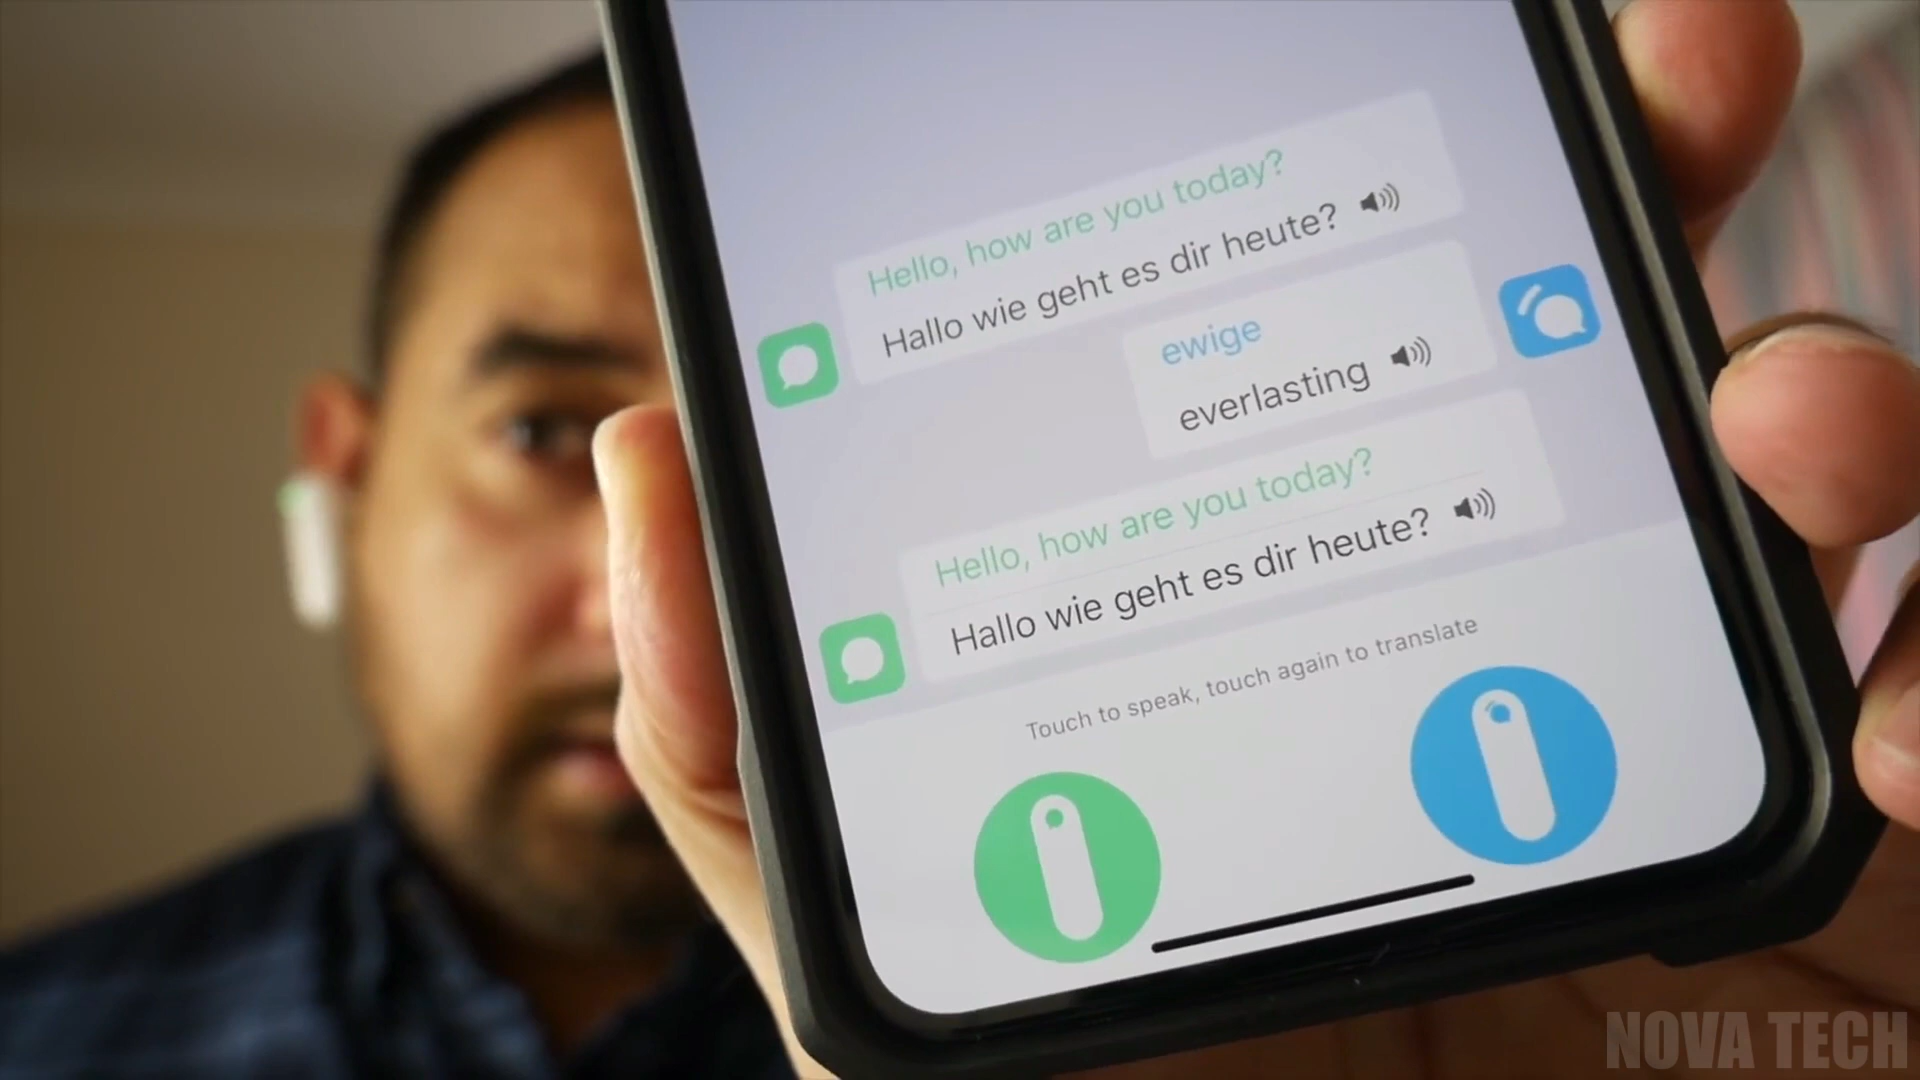 Hello, how are you today?
Hallo wie geht es dir heute?
ewige
everlasting
Hello, how are you today?
Hallo wie geht es dir heute?
Touch to speak, touch again to translate
NOVA TECH